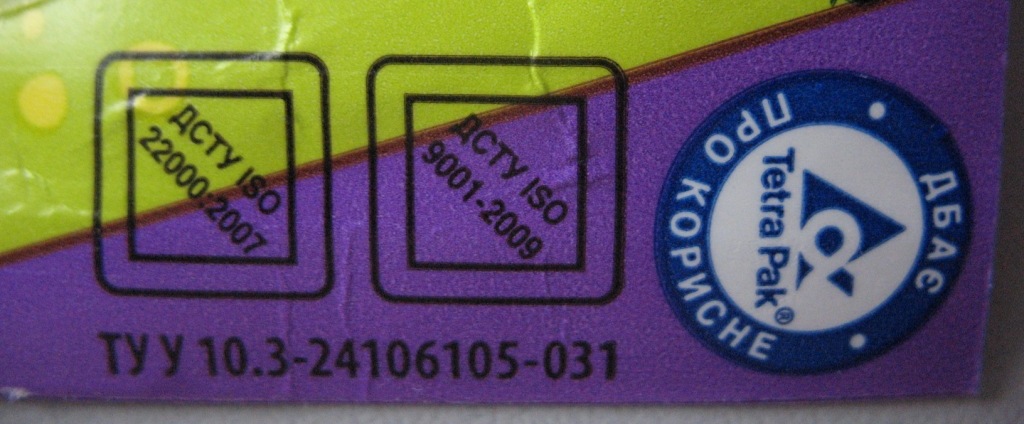 ДСТУ ISO
22000:2007
ДСТУ ISO
9001-2009
ТУ У 10.3-24106105-031
ДБАЄ
ПРО КОРИСНЕ
Tetra Pak®